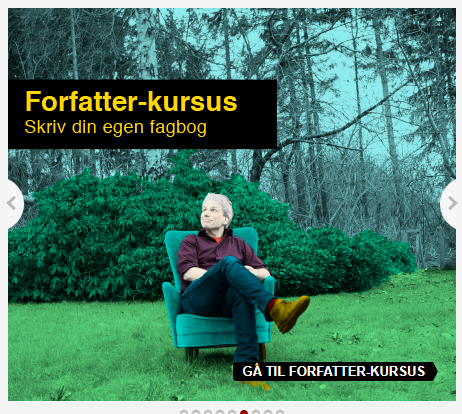 Forfatter-kursus
Skriv din egen fagbog
GÅ TIL FORFATTER-KURSUS